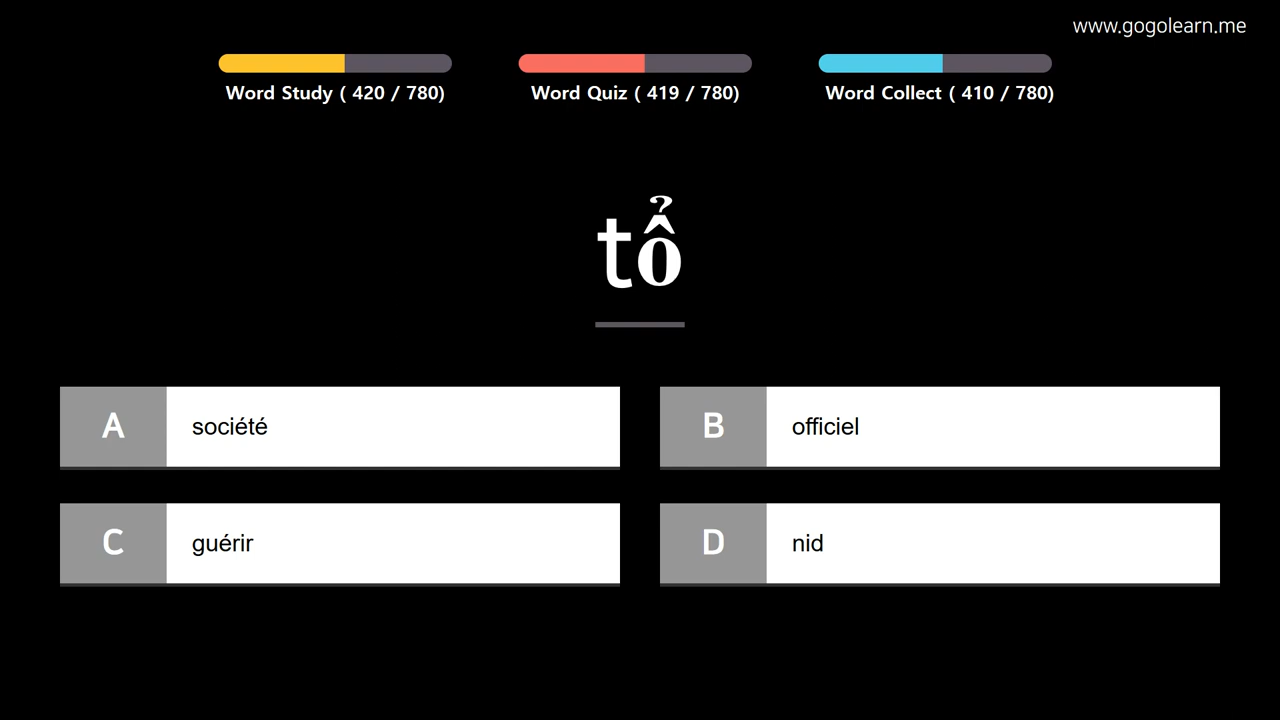 www.gogolearn.me
Word Study ( 420 / 780)
Word Quiz ( 419 / 780)
Word Collect ( 410 / 780)
tổ
A société
B officiel
C guérir
D nid